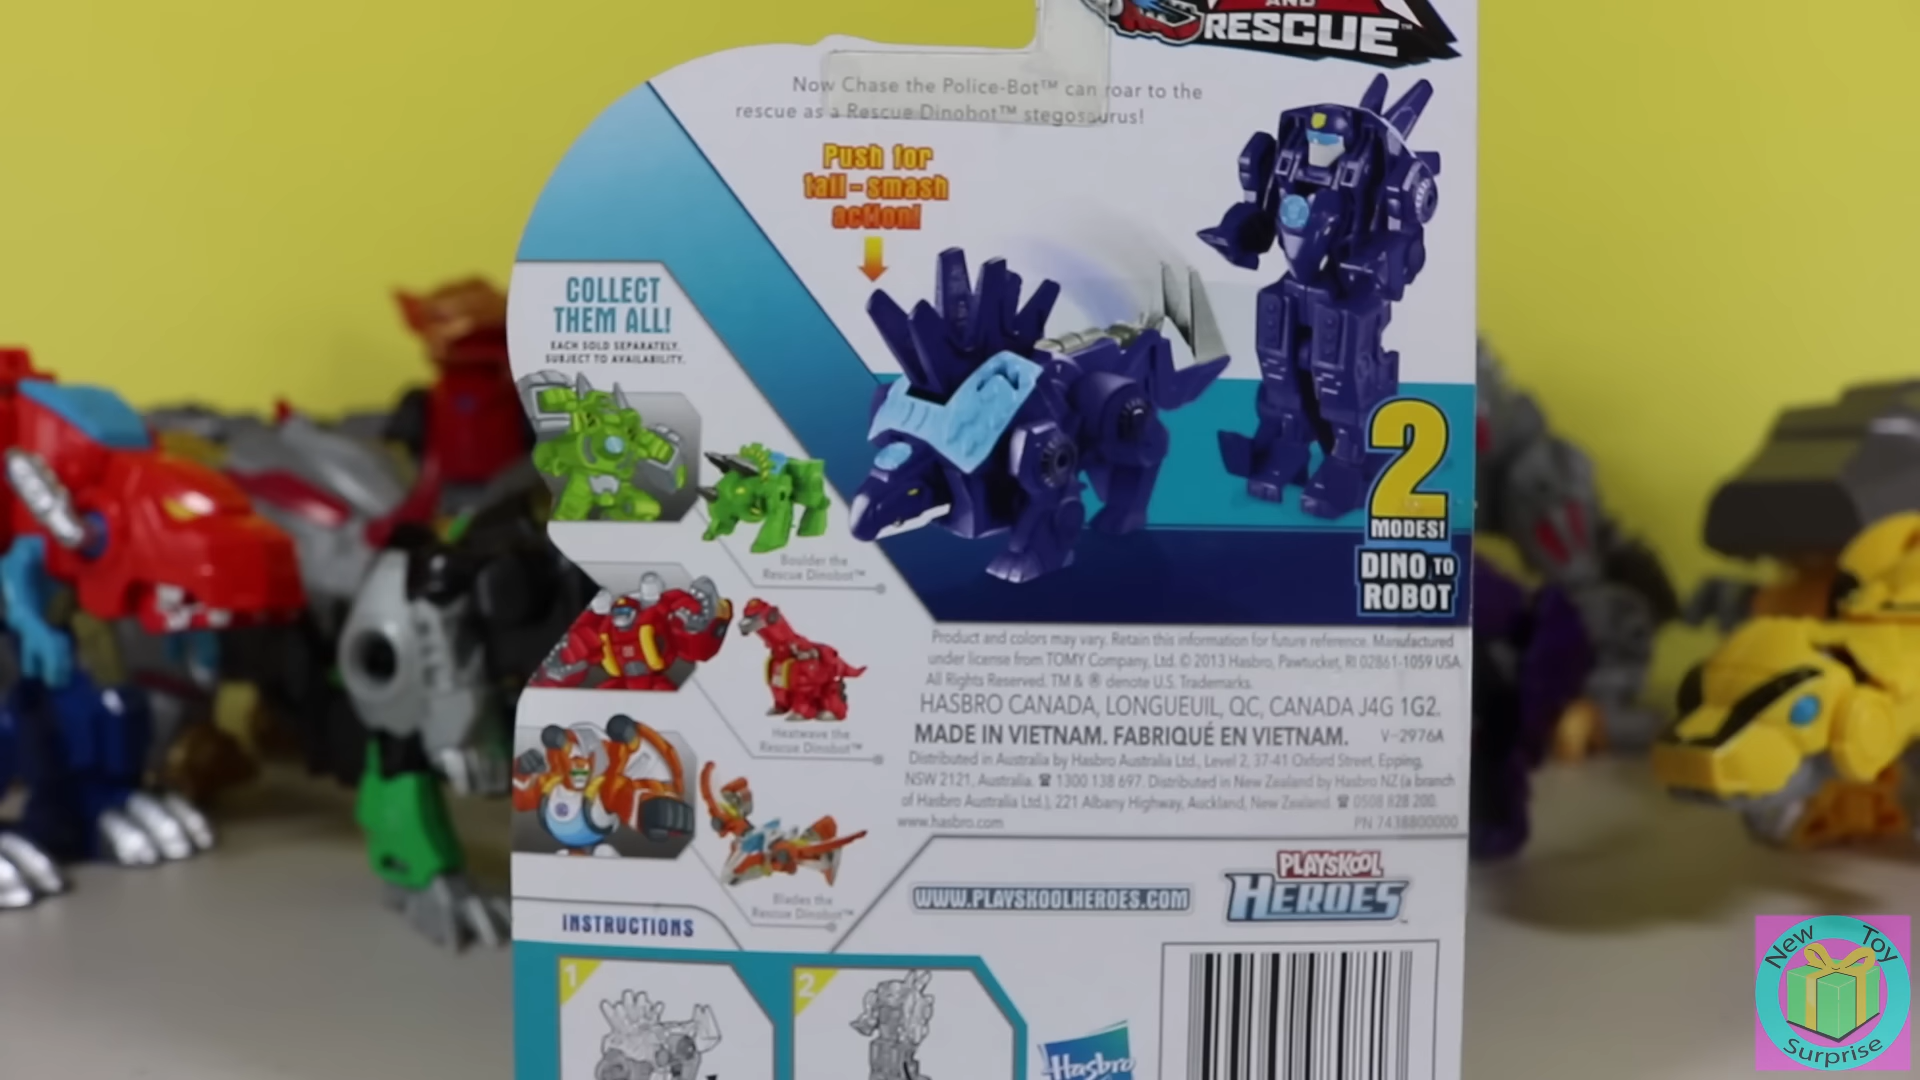 AND
RESCUE™
Now Chase the Police-Bot™ can roar to the
rescue as a Rescue Dinobot™ stegosaurus!
Push for
tail-smash
action!
COLLECT
THEM ALL!
EACH SOLD SEPARATELY.
SUBJECT TO AVAILABILITY.
Boulder the
Rescue Dinobot™
Heatwave the
Rescue Dinobot™
Blades the
Rescue Dinobot™
2
MODES!
DINO TO
ROBOT
Product and colors may vary. Retain this information for future reference. Manufactured
under license from TOMY Company, Ltd. © 2013 Hasbro, Pawtucket, RI 02861-1059 USA.
All Rights Reserved. TM & ® denote U.S. Trademarks.
HASBRO CANADA, LONGUEUIL, QC, CANADA J4G 1G2.
MADE IN VIETNAM. FABRIQUÉ EN VIETNAM. V-2976A
Distributed in Australia by Hasbro Australia Ltd., Level 2, 37-41 Oxford Street, Epping,
NSW 2121, Australia. ☎ 1300 138 697. Distributed in New Zealand by Hasbro NZ (a branch
of Hasbro Australia Ltd.), 221 Albany Highway, Auckland, New Zealand. ☎ 0508 828 200.
www.hasbro.com PN 7438800000
WWW.PLAYSKOOLHEROES.COM
PLAYSKOOL
HEROES™
INSTRUCTIONS
1
2
Hasbro
New Toy
Surprise